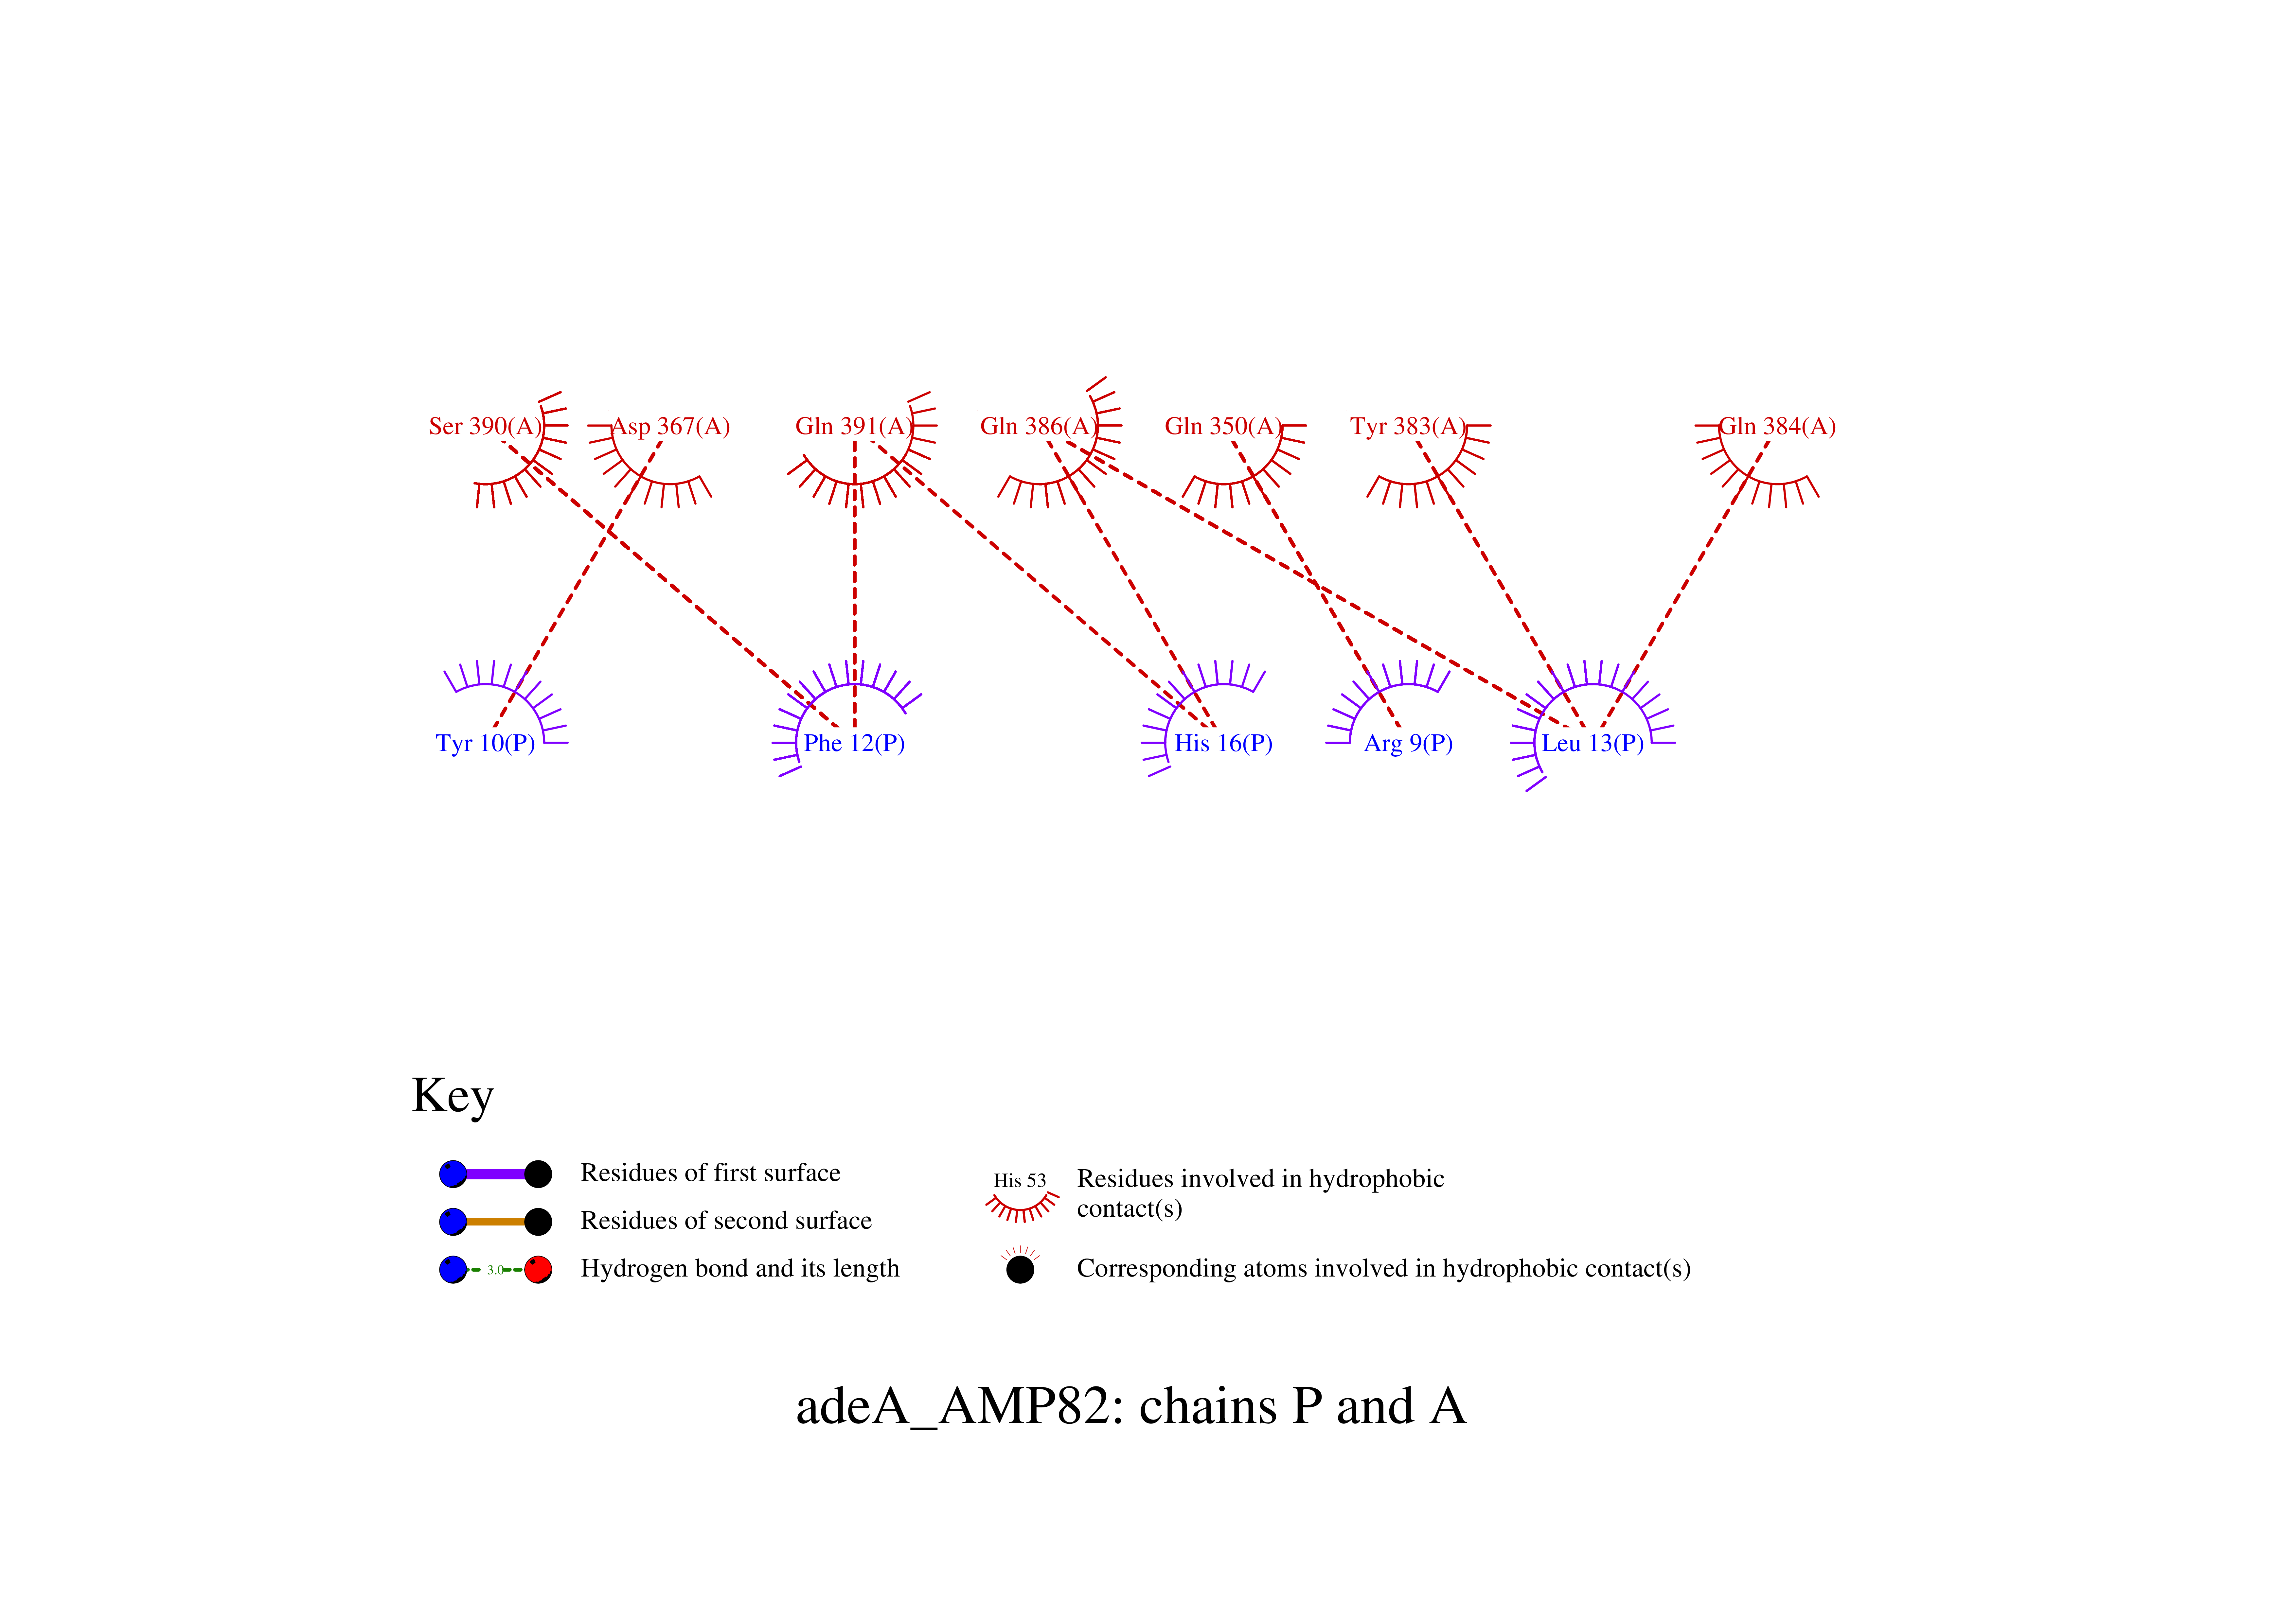 Ser 390(A) Asp 367(A) Gln 391(A) Gln 386(A) Gln 350(A) Tyr 383(A) Gln 384(A)
Tyr 10(P) Phe 12(P) His 16(P) Arg 9(P) Leu 13(P)
Key
Residues of first surface
Residues of second surface
3.0 Hydrogen bond and its length
His 53 Residues involved in hydrophobic
contact(s)
Corresponding atoms involved in hydrophobic contact(s)
adeA_AMP82: chains P and A